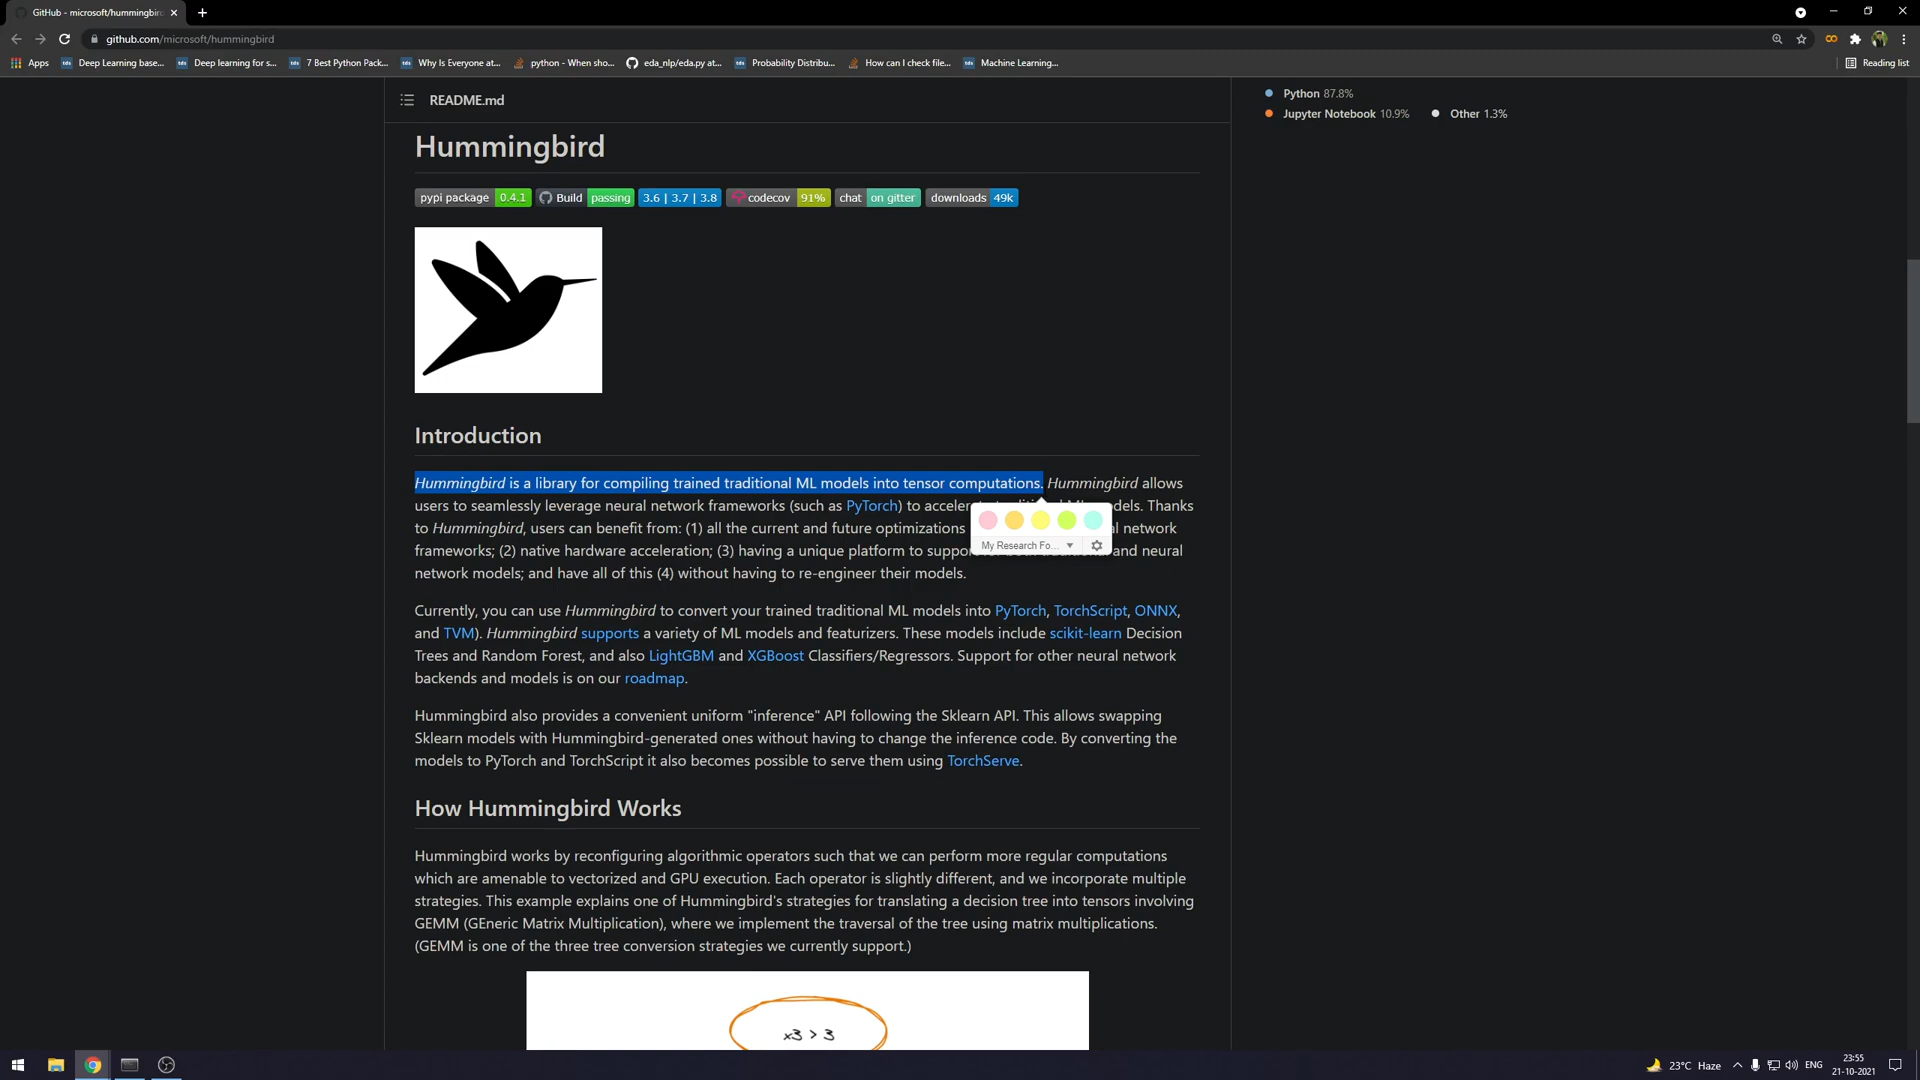 GitHub - microsoft/hummingbird
github.com/microsoft/hummingbird
Apps Deep Learning base... Deep learning for s... 7 Best Python Pack... Why Is Everyone at... python - When sho... eda_nlp/eda.py at... Probability Distribu... How can I check file... Machine Learning... Reading list
README.md
Python 87.8%
Jupyter Notebook 10.9% Other 1.3%
Hummingbird
pypi package 0.4.1 Build passing 3.6 | 3.7 | 3.8 codecov 91% chat on gitter downloads 49k
Introduction
Hummingbird is a library for compiling trained traditional ML models into tensor computations. Hummingbird allows
users to seamlessly leverage neural network frameworks (such as PyTorch) to accelerate traditional ML models. Thanks
to Hummingbird, users can benefit from: (1) all the current and future optimizations neural network
frameworks; (2) native hardware acceleration; (3) having a unique platform to support and neural
My Research Fo...
network models; and have all of this (4) without having to re-engineer their models.
Currently, you can use Hummingbird to convert your trained traditional ML models into PyTorch, TorchScript, ONNX,
and TVM). Hummingbird supports a variety of ML models and featurizers. These models include scikit-learn Decision
Trees and Random Forest, and also LightGBM and XGBoost Classifiers/Regressors. Support for other neural network
backends and models is on our roadmap.
Hummingbird also provides a convenient uniform "inference" API following the Sklearn API. This allows swapping
Sklearn models with Hummingbird-generated ones without having to change the inference code. By converting the
models to PyTorch and TorchScript it also becomes possible to serve them using TorchServe.
How Hummingbird Works
Hummingbird works by reconfiguring algorithmic operators such that we can perform more regular computations
which are amenable to vectorized and GPU execution. Each operator is slightly different, and we incorporate multiple
strategies. This example explains one of Hummingbird's strategies for translating a decision tree into tensors involving
GEMM (GEneric Matrix Multiplication), where we implement the traversal of the tree using matrix multiplications.
(GEMM is one of the three tree conversion strategies we currently support.)
x3 > 3
23°C Haze ENG 23:55
21-10-2021